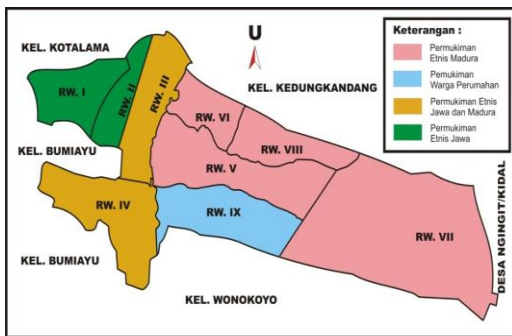 KEL. KOTALAMA
U
KEL. KEDUNGKANDANG
Keterangan :
Permukiman
Etnis Madura
Pemukiman
Warga Perumahan
Permukiman Etnis
Jawa dan Madura
Permukiman
Etnis Jawa
RW. I
RW. II
RW. III
RW. VI
RW. VIII
KEL. BUMIAYU
RW. V
RW. IV
RW. IX
RW. VII
DESA NGINGIT/KIDAL
KEL. BUMIAYU
KEL. WONOKOYO